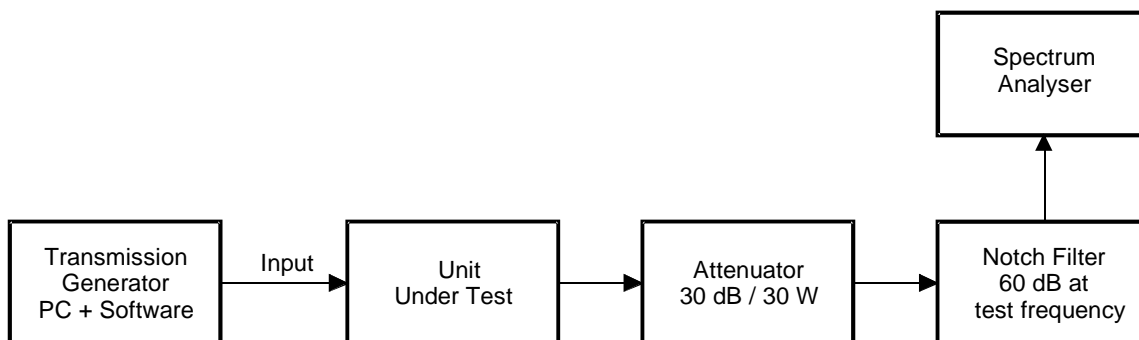 Spectrum
Analyser
Transmission
Generator
PC + Software
Input
Unit
Under Test
Attenuator
30 dB / 30 W
Notch Filter
60 dB at
test frequency